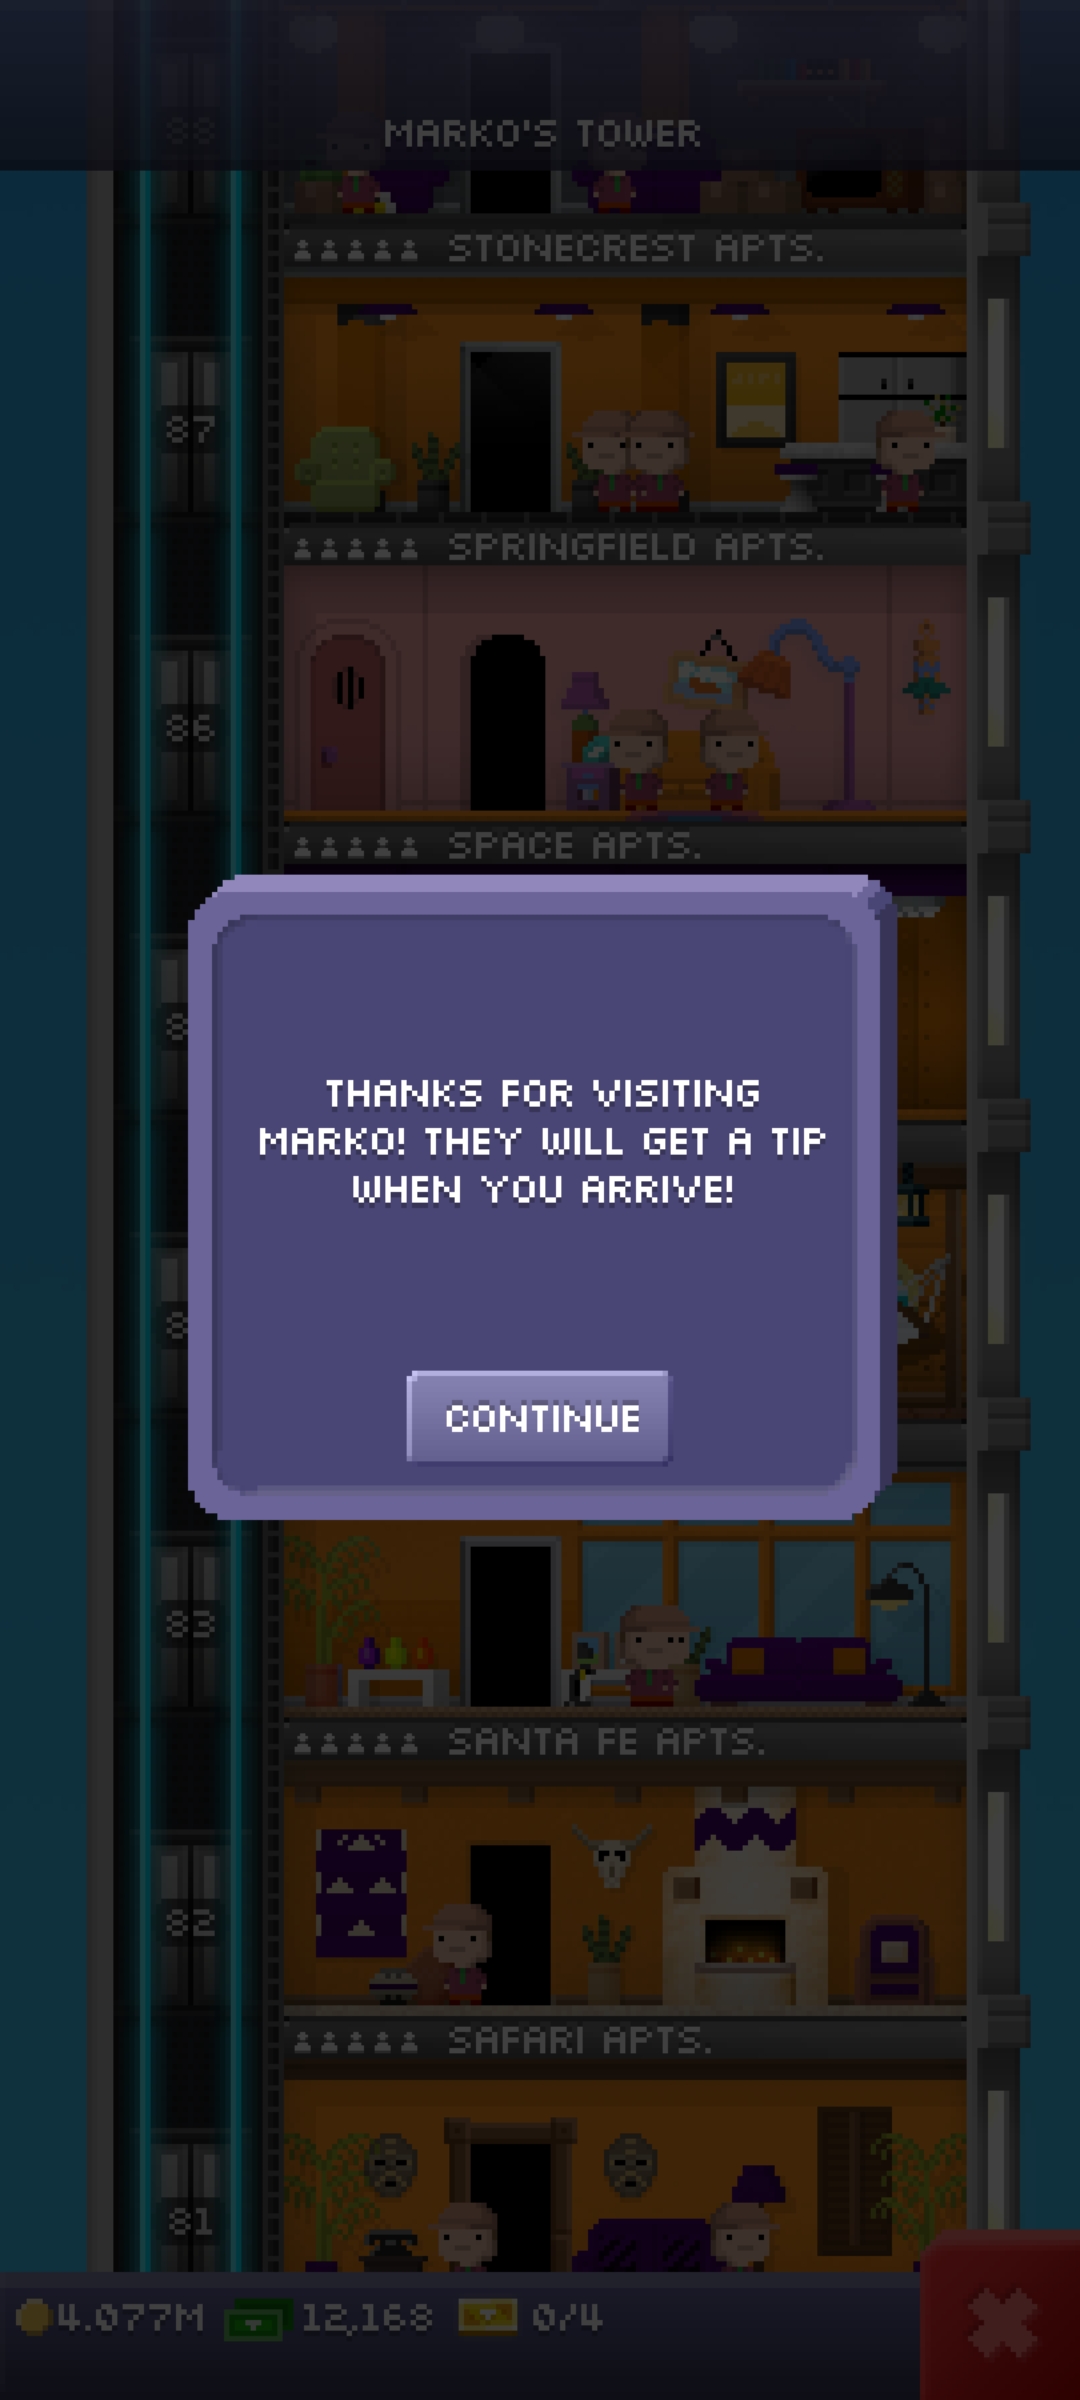 88
MARKO'S TOWER
STONECREST APTS.
87
SPRINGFIELD APTS.
86
SPACE APTS.
THANKS FOR VISITING
MARKO! THEY WILL GET A TIP
WHEN YOU ARRIVE!
CONTINUE
83
SANTA FE APTS.
82
SAFARI APTS.
81
4.077M
12,168
0/4